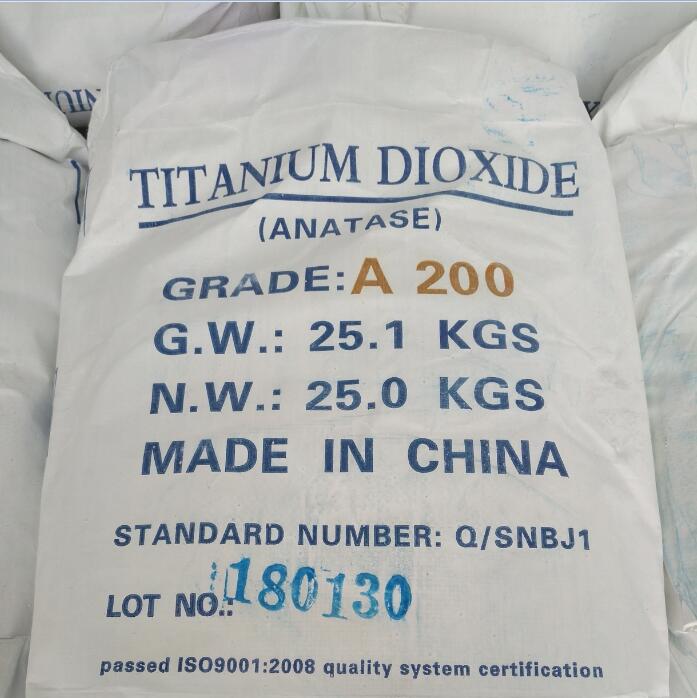 TITANIUM DIOXIDE
(ANATASE)
GRADE: A 200
G.W.: 25.1 KGS
N.W.: 25.0 KGS
MADE IN CHINA
STANDARD NUMBER: Q/SNBJ1
LOT NO.: 180130
passed ISO9001:2008 quality system certification